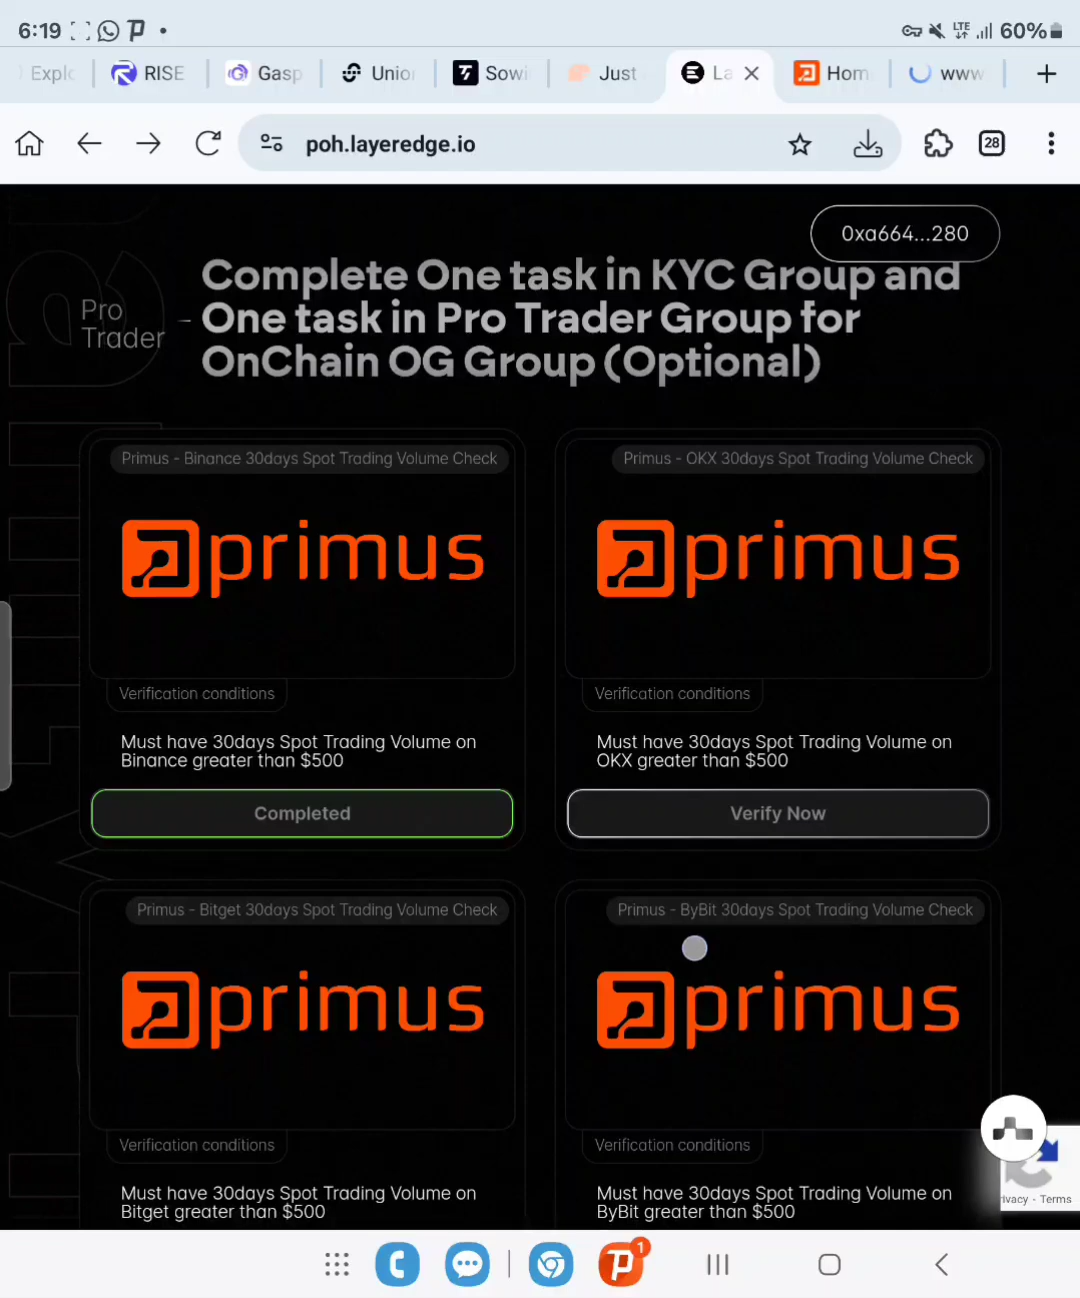 6:19
LTE
60%
Explo
RISE
Gasp
Union
Sowi
Just
La
Hom
www
poh.layeredge.io
28
0xa664...280
Pro
Trader
Complete One task in KYC Group and
One task in Pro Trader Group for
OnChain OG Group (Optional)
Primus - Binance 30days Spot Trading Volume Check
primus
Verification conditions
Must have 30days Spot Trading Volume on
Binance greater than $500
Completed
Primus - OKX 30days Spot Trading Volume Check
primus
Verification conditions
Must have 30days Spot Trading Volume on
OKX greater than $500
Verify Now
Primus - Bitget 30days Spot Trading Volume Check
primus
Verification conditions
Must have 30days Spot Trading Volume on
Bitget greater than $500
Primus - ByBit 30days Spot Trading Volume Check
primus
Verification conditions
Must have 30days Spot Trading Volume on
ByBit greater than $500
ivacy - Terms
1